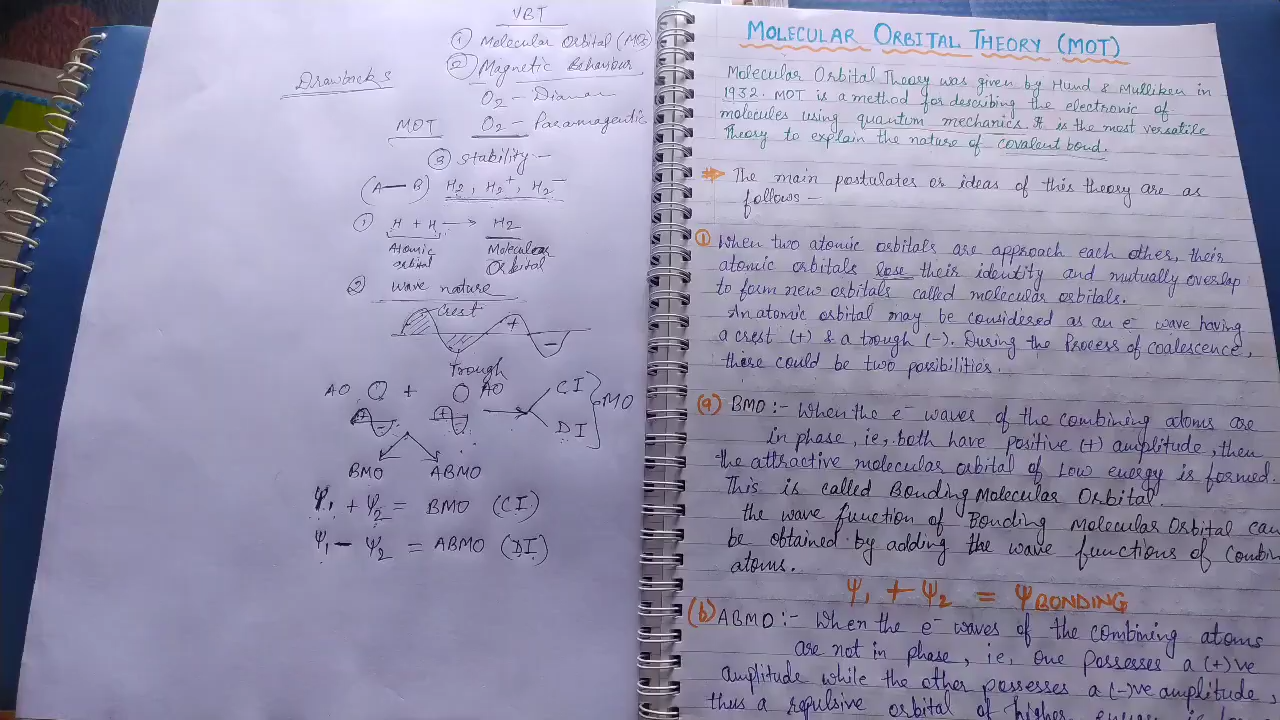 VBT
① Molecular Orbital (MO)
Drawbacks
② Magnetic Behaviour
O2 - Diamag
MOT O2 - Paramagentic
③ Stability -
(A — B) H2, H2+, H2-
① H + H → H2
Atomic Molecular
orbital Orbital
② wave nature
Crest
+
-
trough
AO + AO CI
MO
+ + DI
BMO ABMO
Ψ1 + Ψ2 = BMO (CI)
Ψ1 - Ψ2 = ABMO (DI)
MOLECULAR ORBITAL THEORY (MOT)
Molecular Orbital Theory was given by Hund & Mulliken in
1932. MOT is a method for describing the electronic of
molecules using quantum mechanics. It is the most versatile
Theory to explain the nature of covalent bond.
The main postulates or ideas of this theory are as
follows -
① When two atomic orbitals are approach each other, their
atomic orbitals lose their identity and mutually overlap
to form new orbitals called molecular orbitals.
An atomic orbital may be considered as an e- wave having
a crest (+) & a trough (-). During the Process of coalescence,
these could be two possibilities.
(a) BMO :- When the e- waves of the combining atoms are
in phase, ie, both have positive (+) amplitude, then
the attractive molecular orbital of Low energy is formed.
This is called Bonding Molecular Orbital.
the wave function of Bonding Molecular Orbital can
be obtained by adding the wave functions of combin
atoms.
Ψ1 + Ψ2 = Ψ BONDING
(b) ABMO :- When the e- waves of the combining atoms
are not in phase, i.e. one possesses a (+)ve
amplitude while the other possesses a (-)ve amplitude,
thus a repulsive orbital of higher